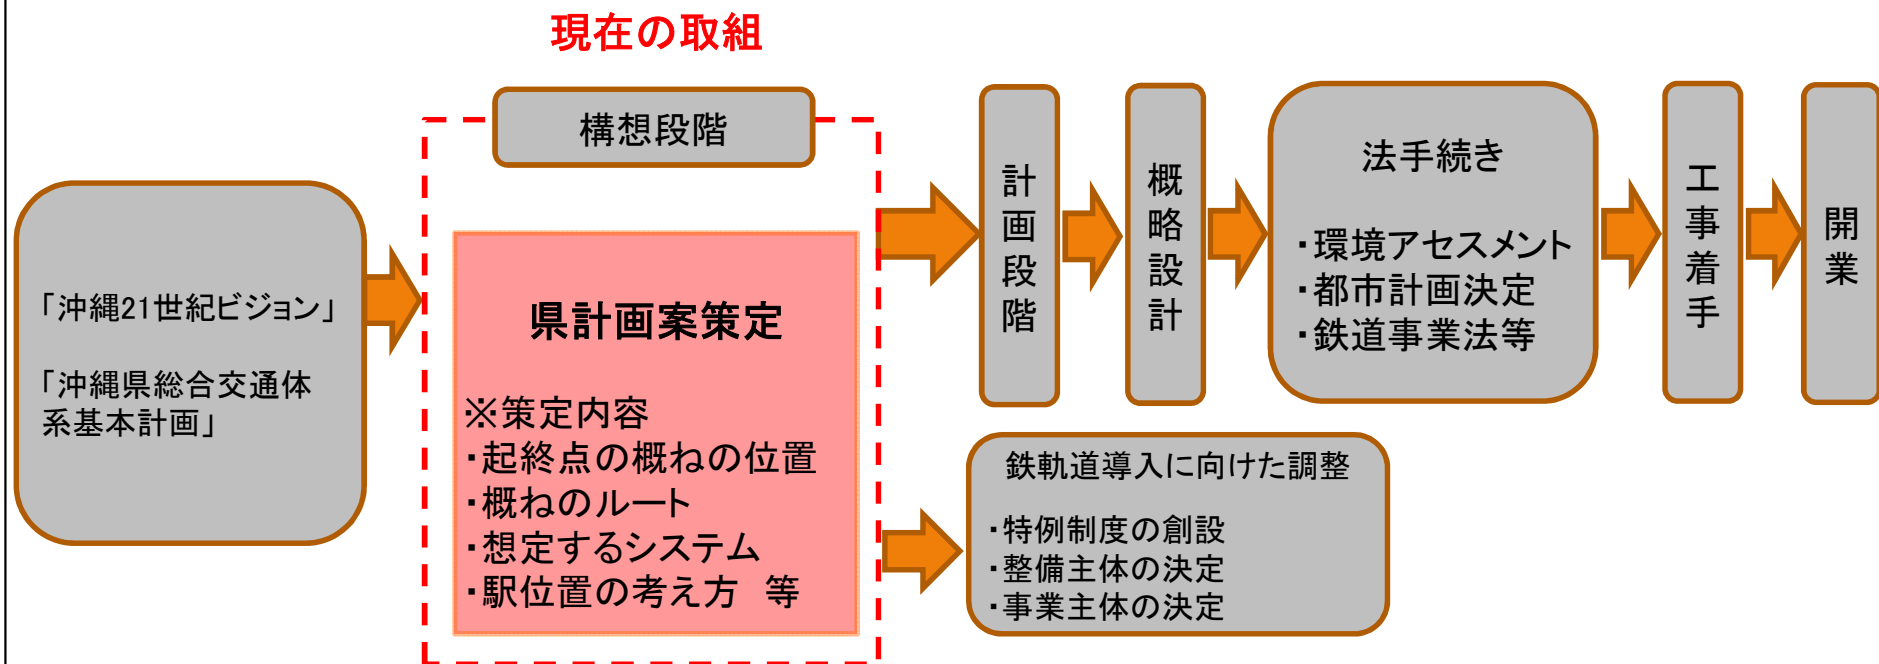 現在の取組
構想段階
「沖縄21世紀ビジョン」
「沖縄県総合交通体
系基本計画」
県計画案策定
※策定内容
・起終点の概ねの位置
・概ねのルート
・想定するシステム
・駅位置の考え方　等
計画段階
概略設計
法手続き
・環境アセスメント
・都市計画決定
・鉄道事業法等
工事着手
開業
鉄軌道導入に向けた調整
・特例制度の創設
・整備主体の決定
・事業主体の決定